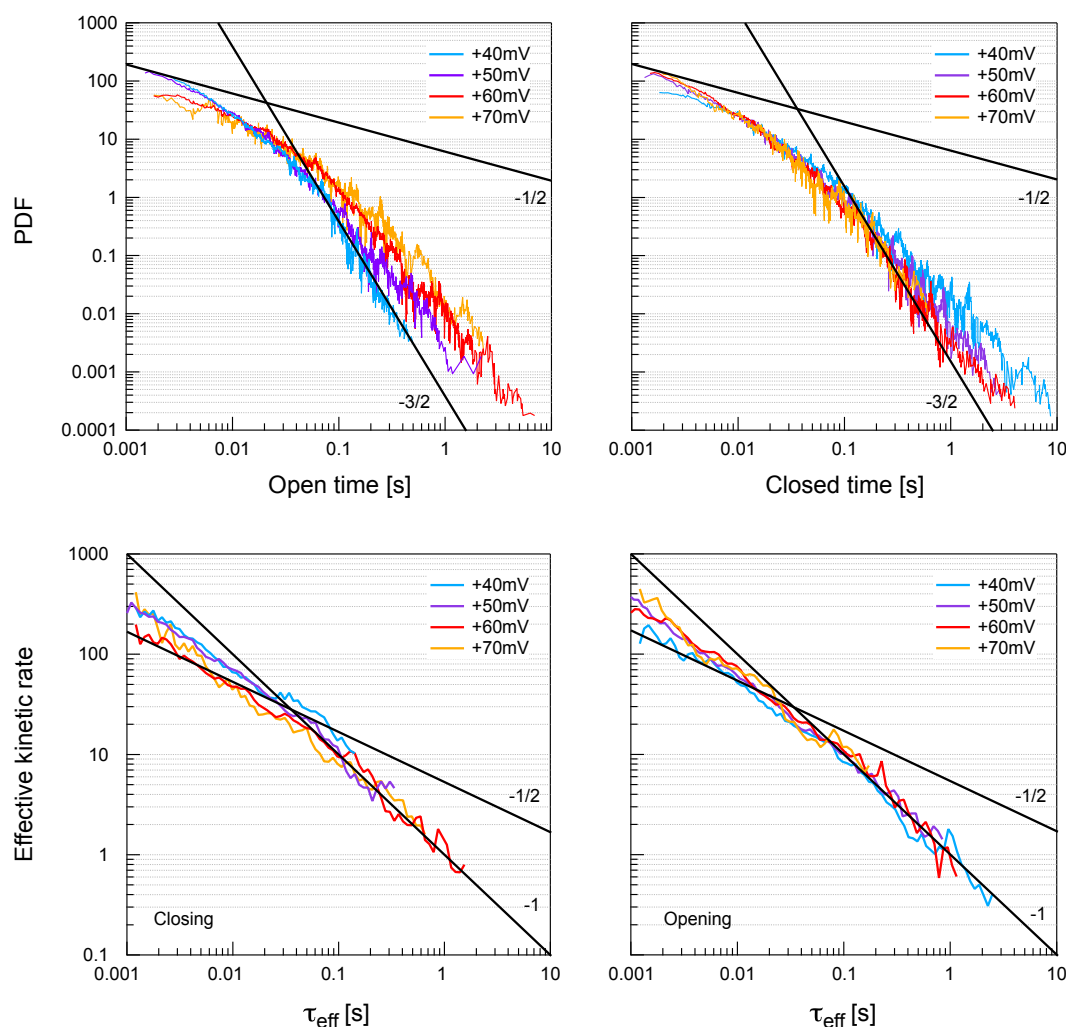 1000
100
10
1
0.1
0.01
0.001
0.0001
PDF
+40mV
+50mV
+60mV
+70mV
-1/2
-3/2
0.001
0.01
0.1
1
10
Open time [s]
+40mV
+50mV
+60mV
+70mV
-1/2
-3/2
0.001
0.01
0.1
1
10
Closed time [s]
1000
100
10
1
0.1
Effective kinetic rate
+40mV
+50mV
+60mV
+70mV
-1/2
-1
Closing
0.001
0.01
0.1
1
10
τeff [s]
+40mV
+50mV
+60mV
+70mV
-1/2
-1
Opening
0.001
0.01
0.1
1
10
τeff [s]